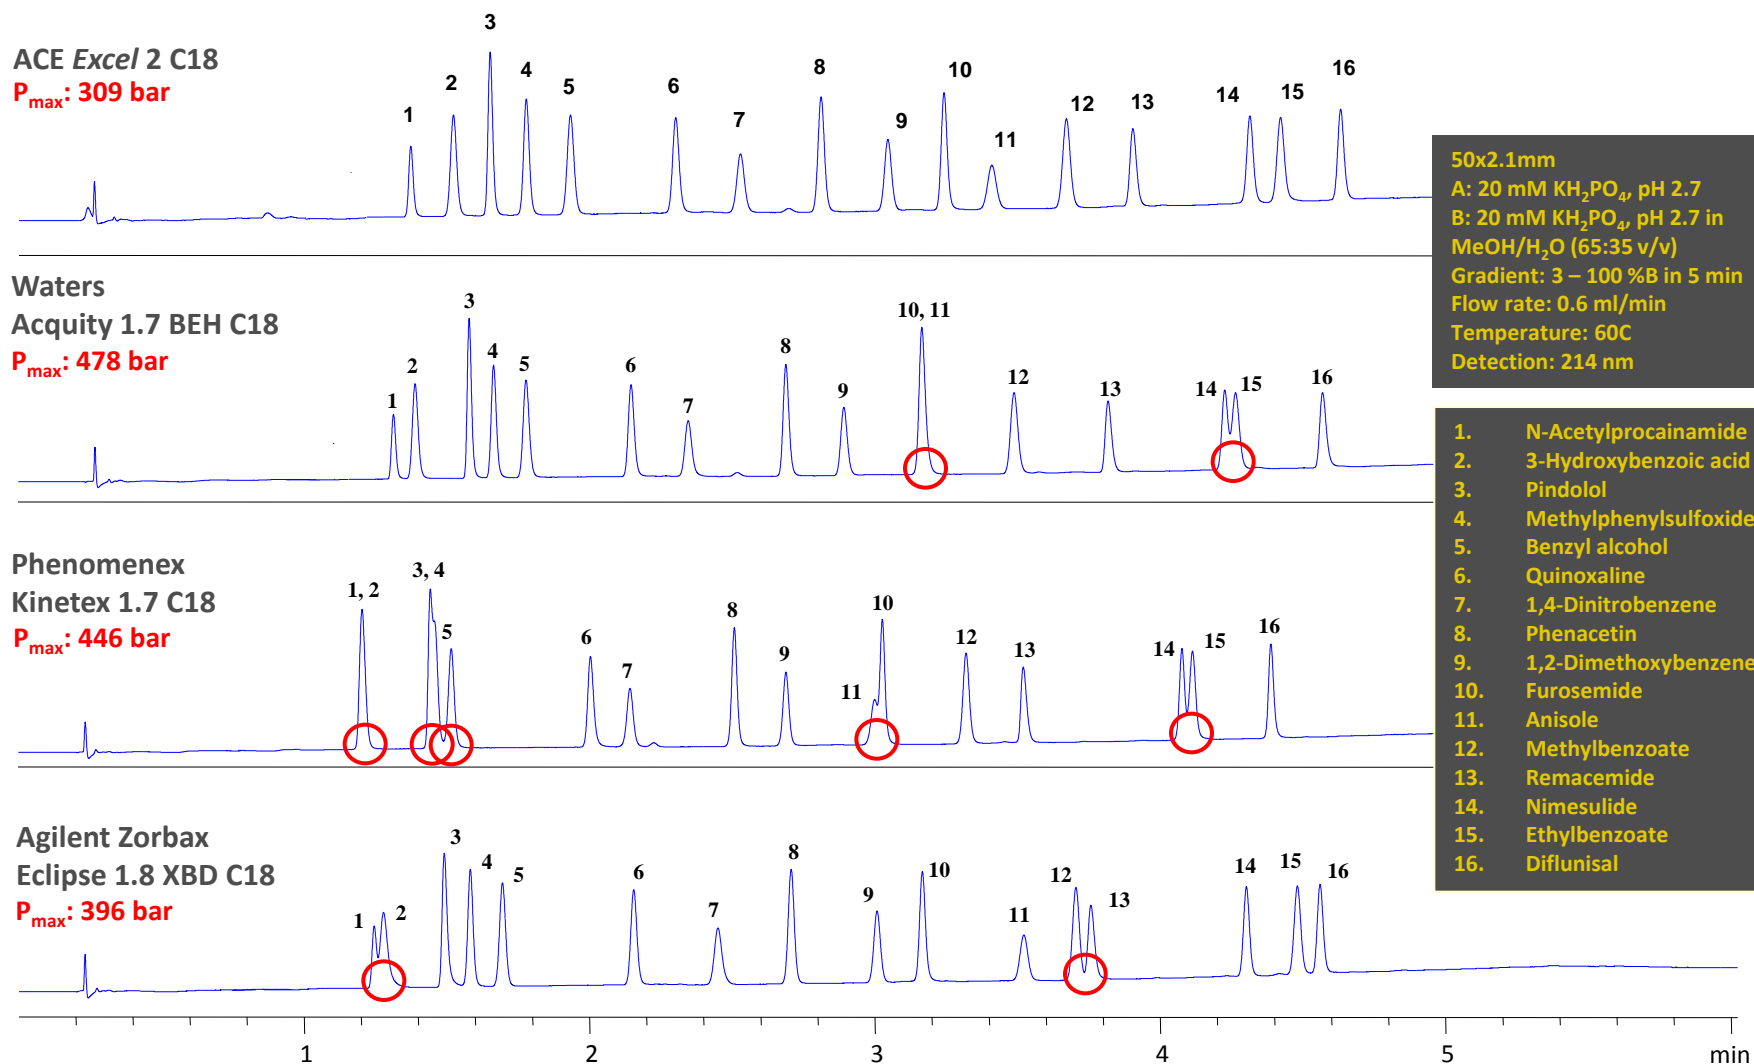 ACE Excel 2 C18
Pmax: 309 bar
1
2
3
4
5
6
7
8
9
10
11
12
13
14
15
16
Waters
Acquity 1.7 BEH C18
Pmax: 478 bar
1
2
3
4
5
6
7
8
9
10, 11
12
13
14
15
16
Phenomenex
Kinetex 1.7 C18
Pmax: 446 bar
1, 2
3, 4
5
6
7
8
9
11
10
12
13
14
15
16
Agilent Zorbax
Eclipse 1.8 XBD C18
Pmax: 396 bar
1
2
3
4
5
6
7
8
9
10
11
12
13
14
15
16
1 2 3 4 5 min
50x2.1mm
A: 20 mM KH₂PO₄, pH 2.7
B: 20 mM KH₂PO₄, pH 2.7 in
MeOH/H₂O (65:35 v/v)
Gradient: 3 – 100 %B in 5 min
Flow rate: 0.6 ml/min
Temperature: 60C
Detection: 214 nm
1. N-Acetylprocainamide
2. 3-Hydroxybenzoic acid
3. Pindolol
4. Methylphenylsulfoxide
5. Benzyl alcohol
6. Quinoxaline
7. 1,4-Dinitrobenzene
8. Phenacetin
9. 1,2-Dimethoxybenzene
10. Furosemide
11. Anisole
12. Methylbenzoate
13. Remacemide
14. Nimesulide
15. Ethylbenzoate
16. Diflunisal